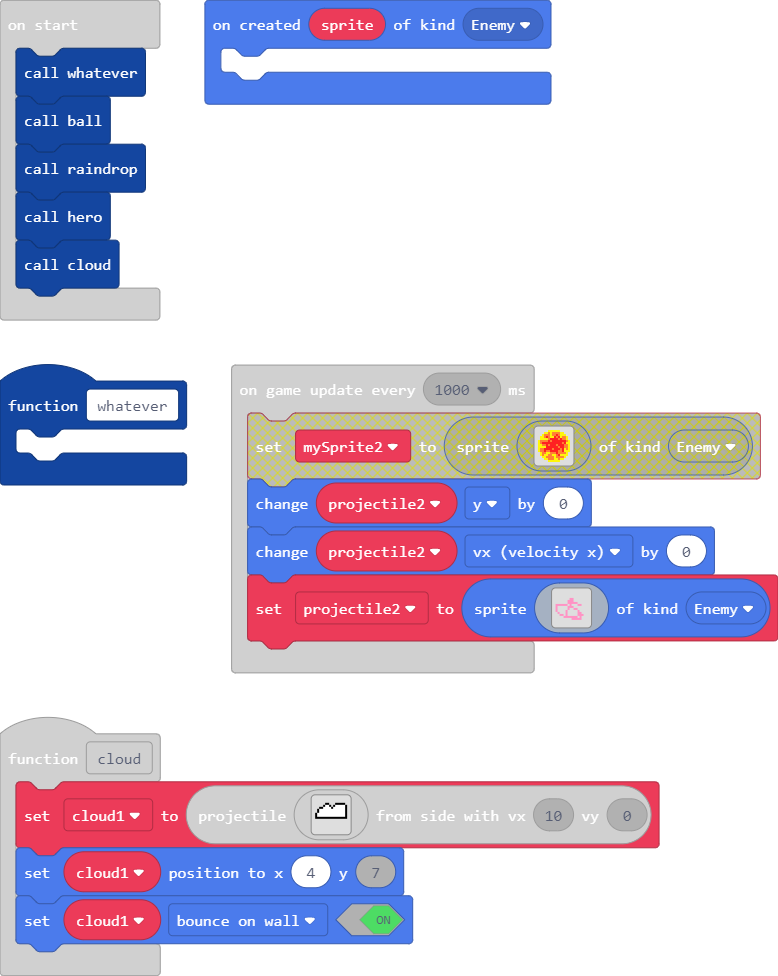 on start
call whatever
call ball
call raindrop
call hero
call cloud
on created sprite of kind Enemy
function whatever
on game update every 1000 ms
set mySprite2 to sprite of kind Enemy
change projectile2 y by 0
change projectile2 vx (velocity x) by 0
set projectile2 to sprite of kind Enemy
function cloud
set cloud1 to projectile from side with vx 10 vy 0
set cloud1 position to x 4 y 7
set cloud1 bounce on wall ON